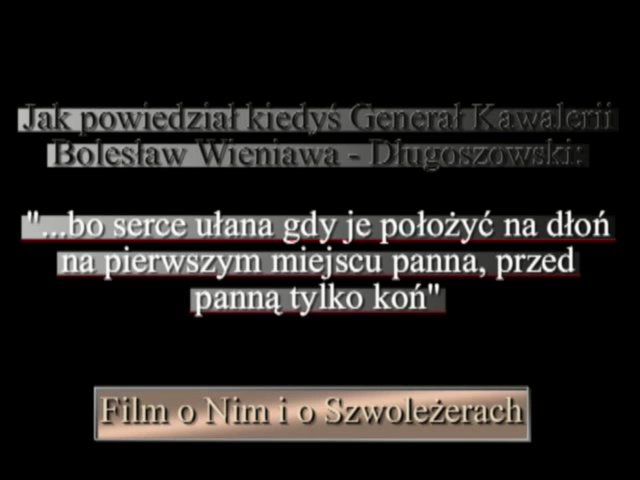 Jak powiedział kiedyś Generał Kawalerii
Bolesław Wieniawa - Długoszowski:
"...bo serce ułana gdy je położyć na dłoń
na pierwszym miejscu panna, przed
panną tylko koń"
Film o Nim i o Szwoleżerach